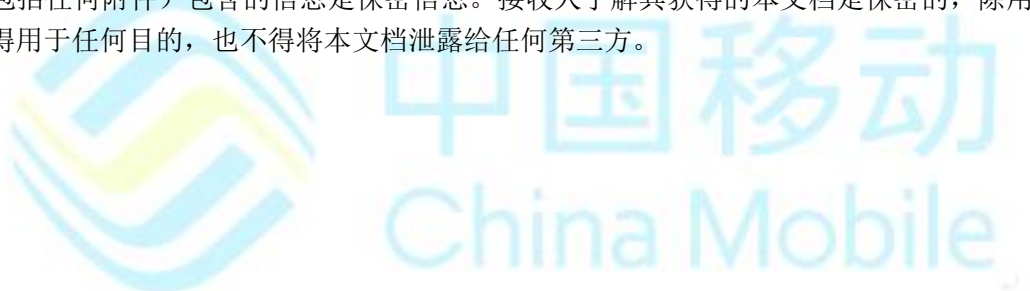 包括任何附件，包含的信息是保密信息。接收人了解其获得的本文档是保密的，除用
得用于任何目的，也不得将本文档泄露给任何第三方。
中国移动
China Mobile